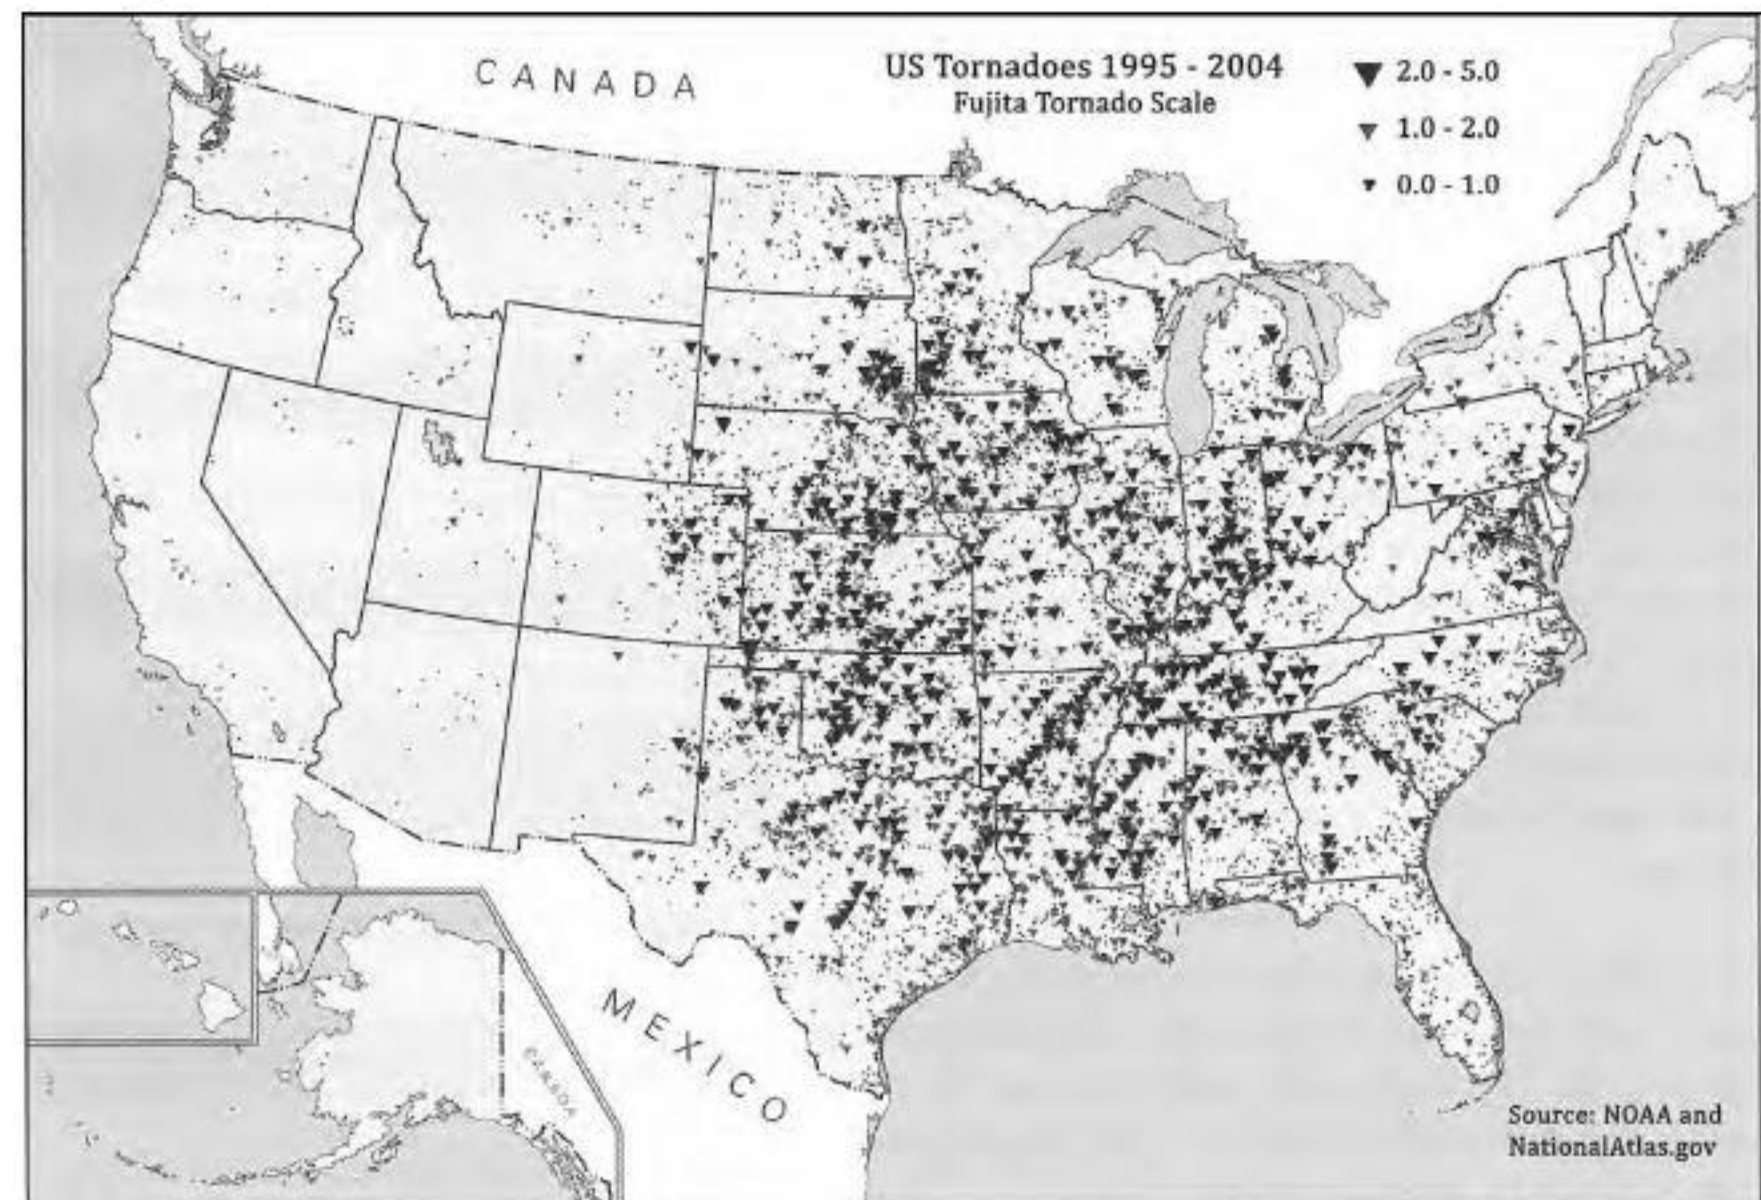 CANADA
US Tornadoes 1995 - 2004
Fujita Tornado Scale
2.0 - 5.0
1.0 - 2.0
0.0 - 1.0
MEXICO
CANADA
Source: NOAA and
NationalAtlas.gov